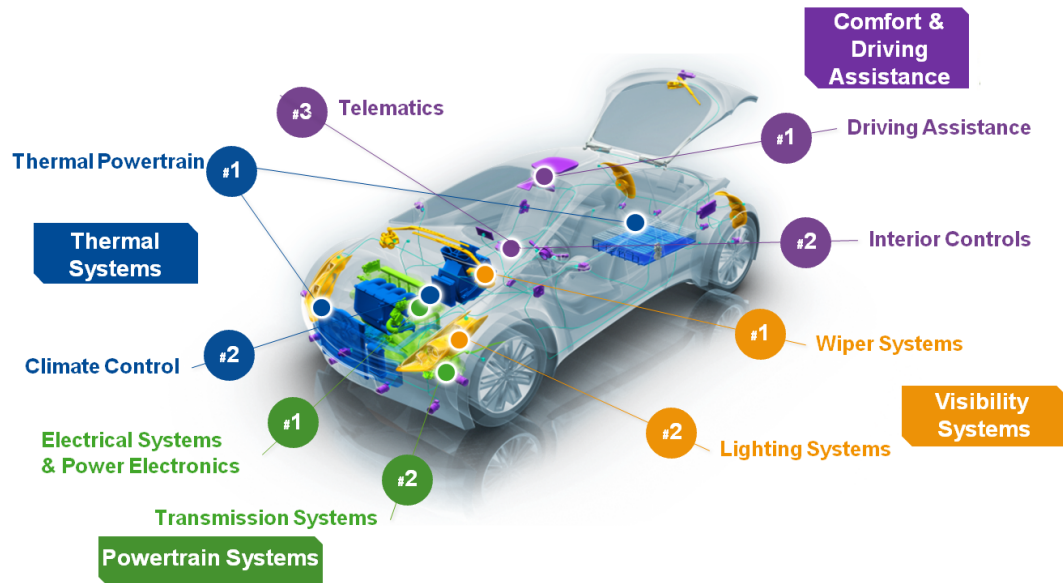 Comfort &
Driving
Assistance
#3 Telematics
#1 Driving Assistance
Thermal Powertrain #1
Thermal
Systems
#2 Interior Controls
#1 Wiper Systems
Climate Control #2
Visibility
Systems
#1
Electrical Systems
& Power Electronics
#2 Lighting Systems
#2
Transmission Systems
Powertrain Systems